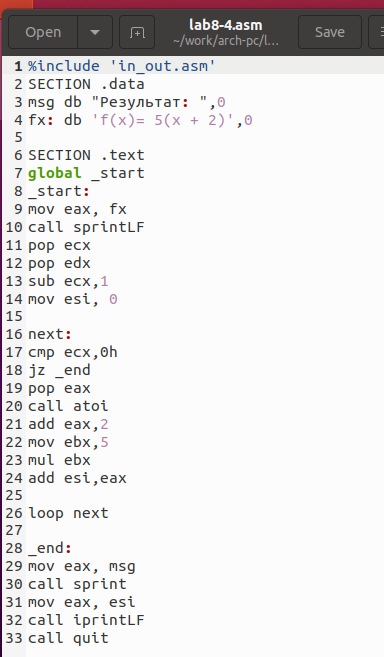 Open
lab8-4.asm
~/work/arch-pc/l...
Save
1 %include 'in_out.asm'
2 SECTION .data
3 msg db "Результат: ",0
4 fx: db 'f(x)= 5(x + 2)',0
5
6 SECTION .text
7 global _start
8 _start:
9 mov eax, fx
10 call sprintLF
11 pop ecx
12 pop edx
13 sub ecx,1
14 mov esi, 0
15
16 next:
17 cmp ecx,0h
18 jz _end
19 pop eax
20 call atoi
21 add eax,2
22 mov ebx,5
23 mul ebx
24 add esi,eax
25
26 loop next
27
28 _end:
29 mov eax, msg
30 call sprint
31 mov eax, esi
32 call iprintLF
33 call quit